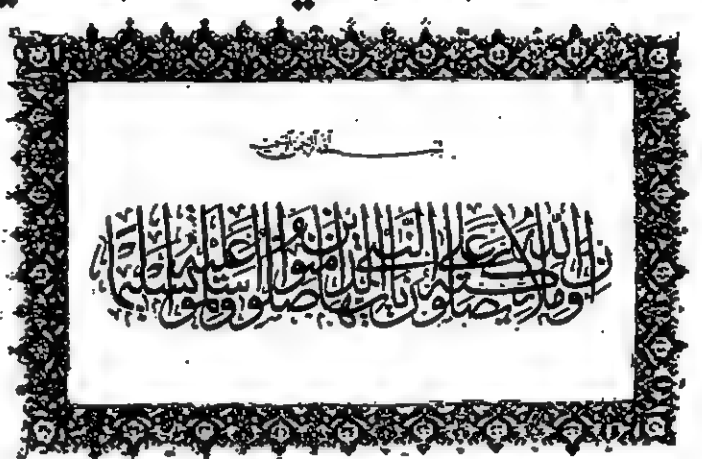 بسم الله الرحمن الرحيم
إن الله وملائكته يصلون على النبي يا أيها الذين آمنوا صلوا عليه وسلموا تسليما